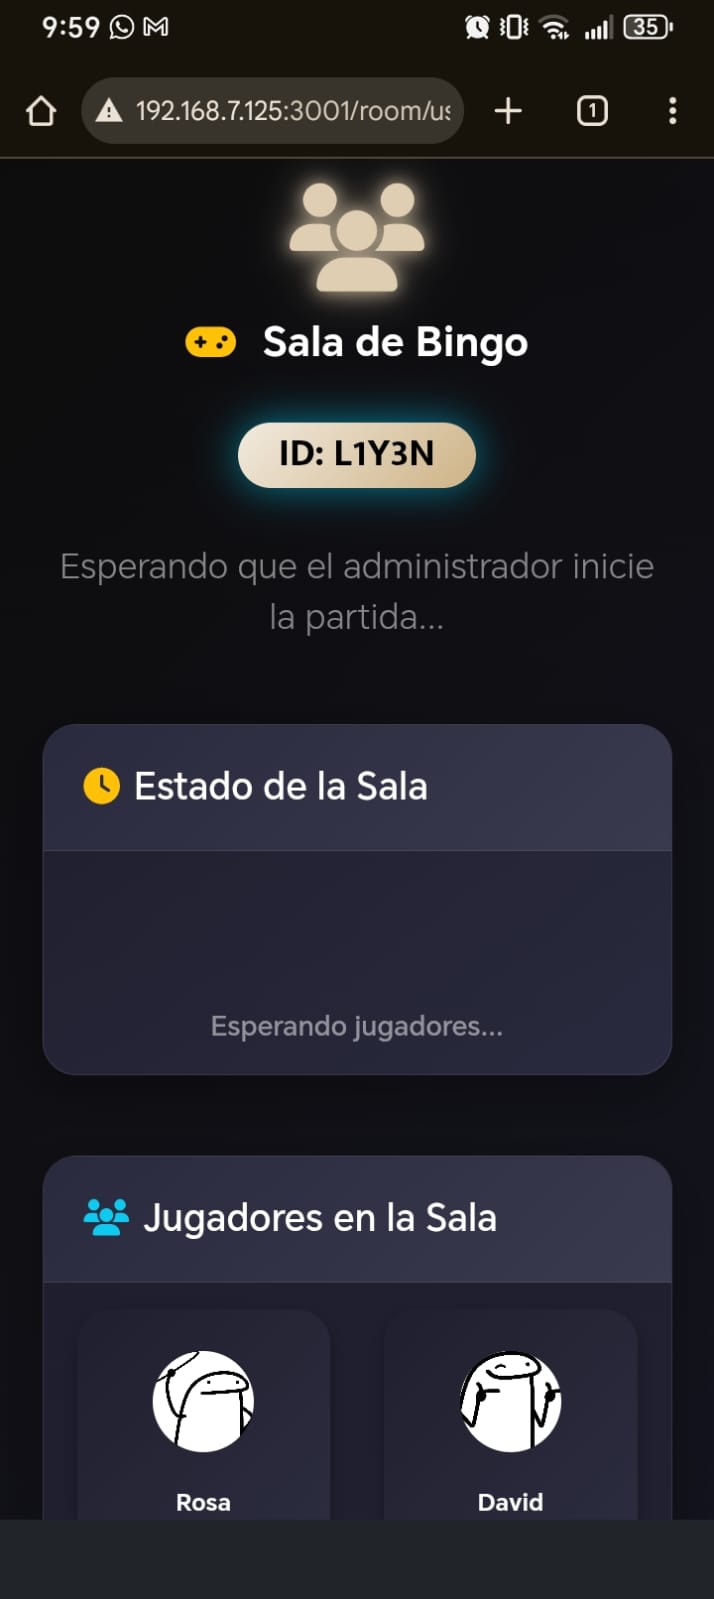 9:59
35
192.168.7.125:3001/room/us
1
Sala de Bingo
ID: L1Y3N
Esperando que el administrador inicie
la partida...
Estado de la Sala
Esperando jugadores...
Jugadores en la Sala
Rosa David